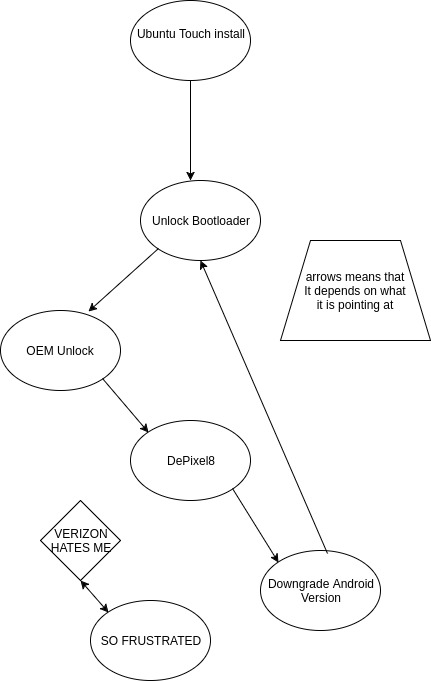 Ubuntu Touch install
Unlock Bootloader
arrows means that
It depends on what
it is pointing at
OEM Unlock
DePixel8
VERIZON
HATES ME
Downgrade Android
Version
SO FRUSTRATED